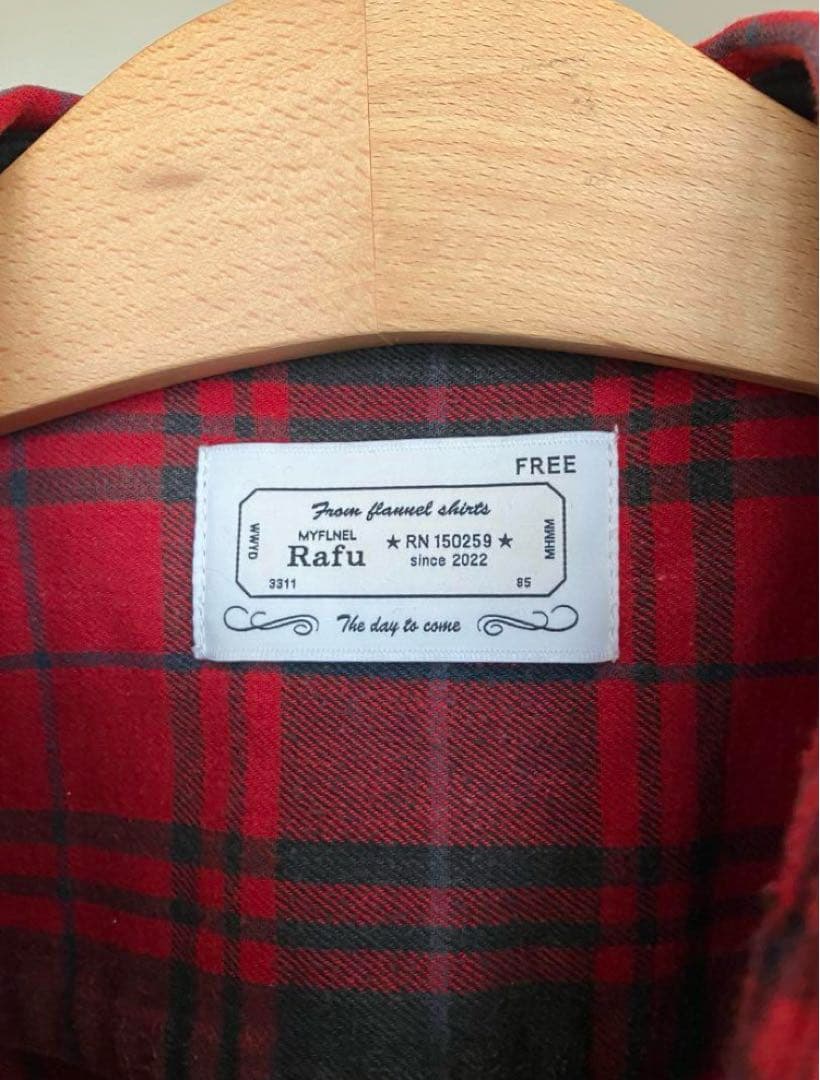 FREE
From flannel shirts
WWYD
MYFLNEL
Rafu
★ RN 150259 ★
since 2022
MHMM
3311
85
The day to come